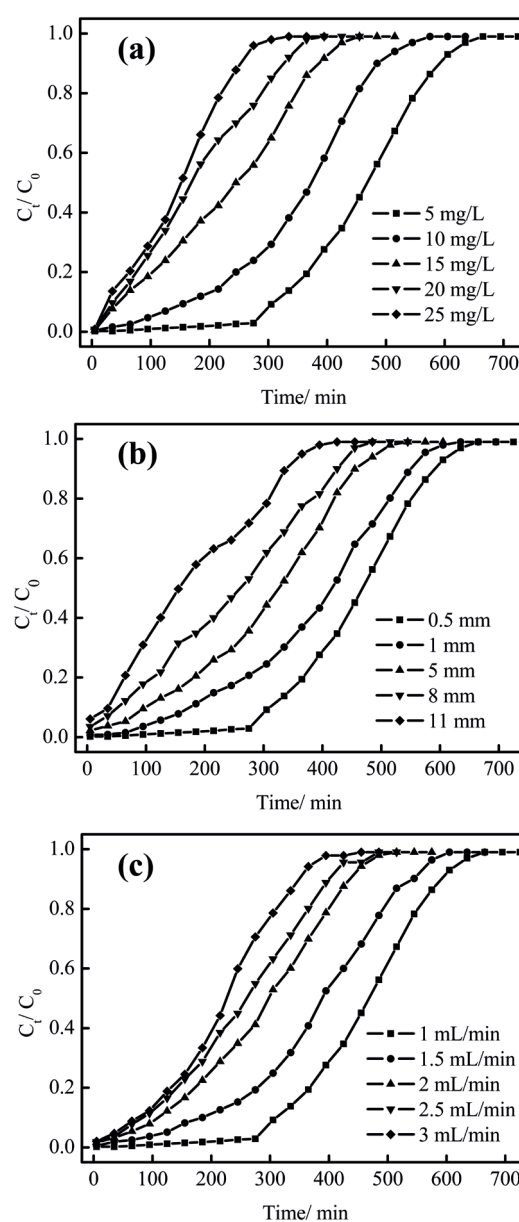 (a)
1.0
0.8
0.6
0.4
0.2
0.0
C_t/ C_0
5 mg/L
10 mg/L
15 mg/L
20 mg/L
25 mg/L
0 100 200 300 400 500 600 700
Time/ min
(b)
1.0
0.8
0.6
0.4
0.2
0.0
C_t/ C_0
0.5 mm
1 mm
5 mm
8 mm
11 mm
0 100 200 300 400 500 600 700
Time/ min
(c)
1.0
0.8
0.6
0.4
0.2
0.0
C_t/ C_0
1 mL/min
1.5 mL/min
2 mL/min
2.5 mL/min
3 mL/min
0 100 200 300 400 500 600 700
Time/ min